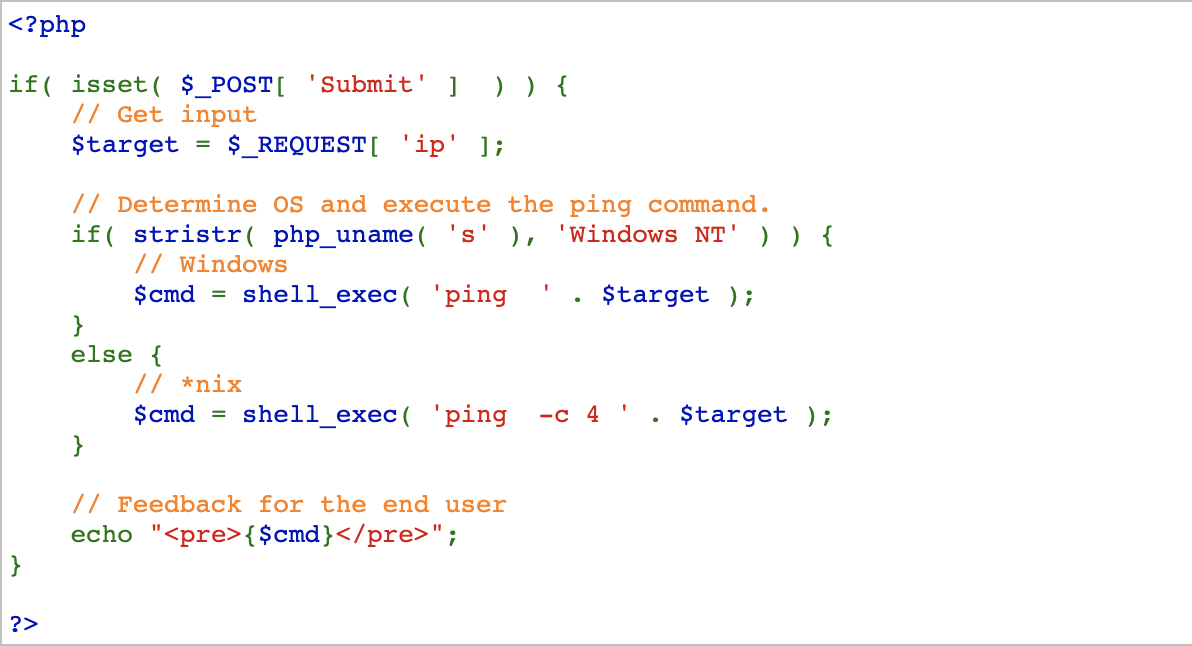 <?php

if( isset( $_POST[ 'Submit' ]  ) ) {
    // Get input
    $target = $_REQUEST[ 'ip' ];

    // Determine OS and execute the ping command.
    if( stristr( php_uname( 's' ), 'Windows NT' ) ) {
        // Windows
        $cmd = shell_exec( 'ping  ' . $target );
    }
    else {
        // *nix
        $cmd = shell_exec( 'ping  -c 4 ' . $target );
    }

    // Feedback for the end user
    echo "<pre>{$cmd}</pre>";
}

?>